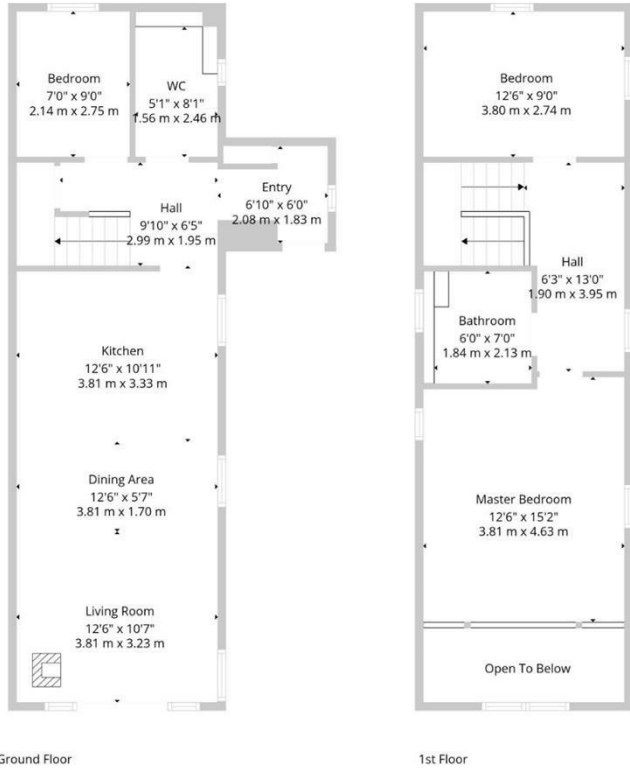 Bedroom
7'0" x 9'0"
2.14 m x 2.75 m
WC
5'1" x 8'1"
1.56 m x 2.46 m
Entry
6'10" x 6'0"
2.08 m x 1.83 m
Hall
9'10" x 6'5"
2.99 m x 1.95 m
Kitchen
12'6" x 10'11"
3.81 m x 3.33 m
Dining Area
12'6" x 5'7"
3.81 m x 1.70 m
Living Room
12'6" x 10'7"
3.81 m x 3.23 m
Ground Floor
Bedroom
12'6" x 9'0"
3.80 m x 2.74 m
Hall
6'3" x 13'0"
1.90 m x 3.95 m
Bathroom
6'0" x 7'0"
1.84 m x 2.13 m
Master Bedroom
12'6" x 15'2"
3.81 m x 4.63 m
Open To Below
1st Floor